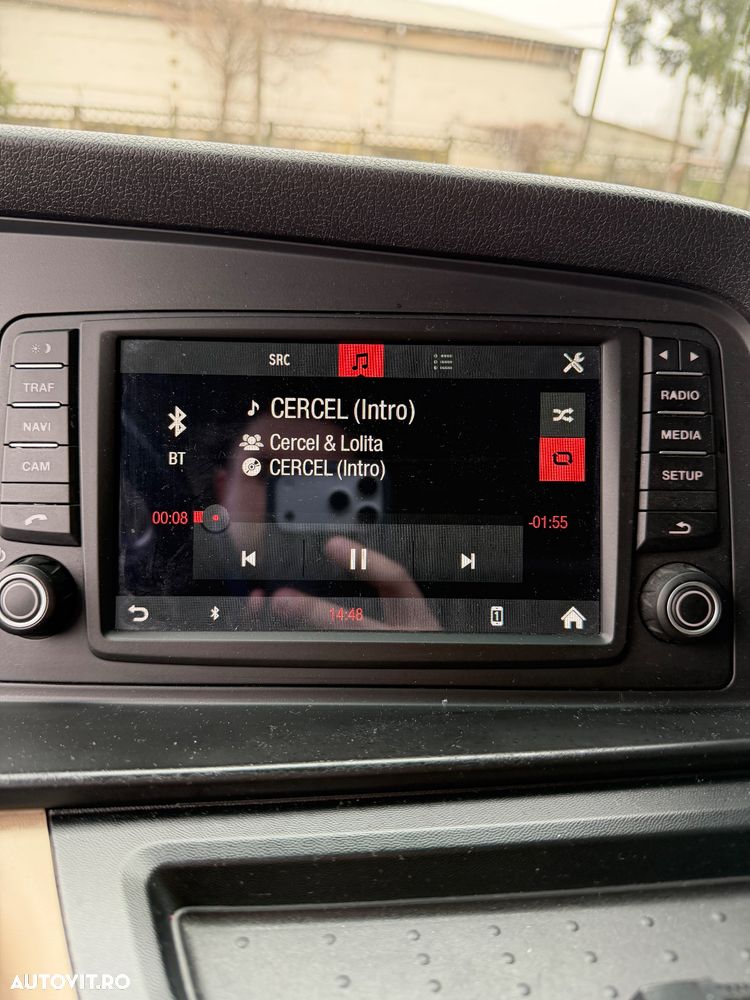 SRC
CERCEL (Intro)
Cercel & Lolita
CERCEL (Intro)
BT
00:08
-01:55
14:48
1
TRAF
NAVI
CAM
RADIO
MEDIA
SETUP
AUTOVIT.RO